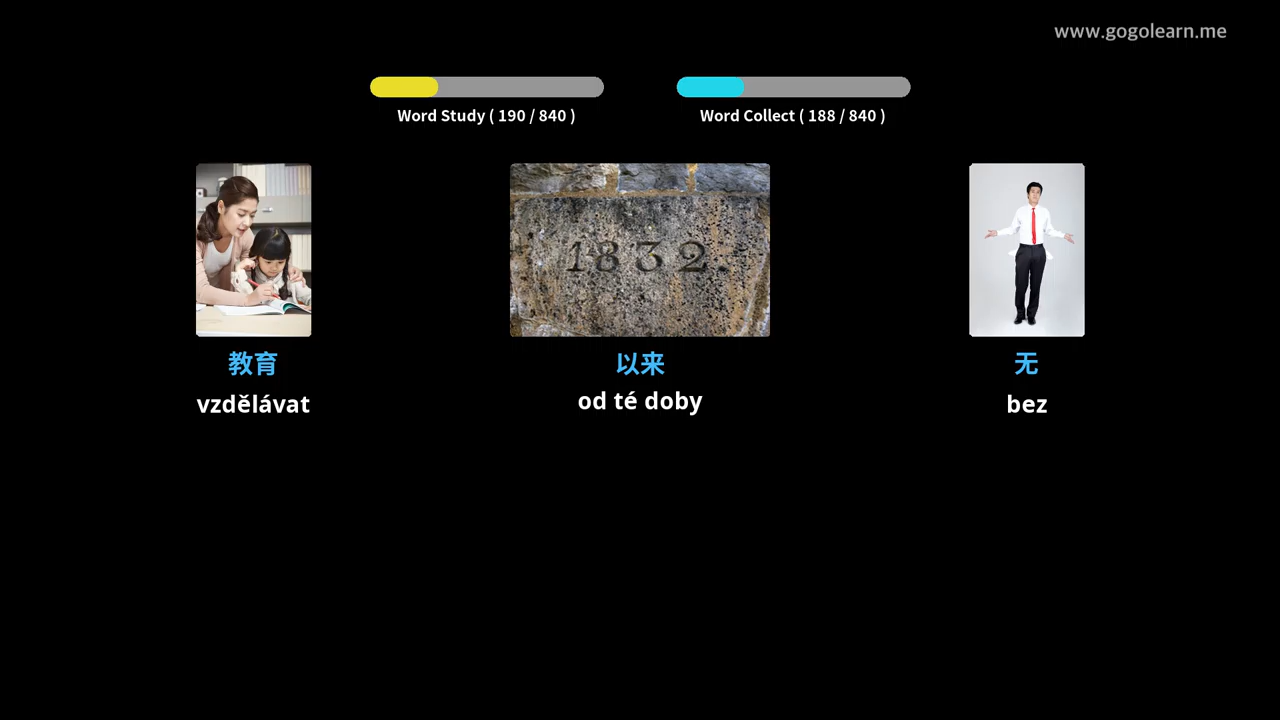 www.gogolearn.me
Word Study ( 190 / 840 )
Word Collect ( 188 / 840 )
1832.
教育
以来
无
vzdělávat
od té doby
bez